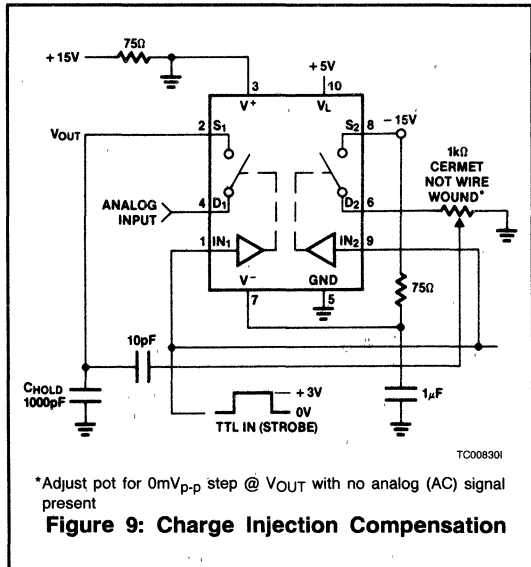 75Ω
+15V
+5V
3
10
V+
VL
-15V
2
S1
S2
8
VOUT
1kΩ
CERMET
NOT WIRE
WOUND*
ANALOG
INPUT
4
D1
D2
6
1
IN1
IN2
9
V-
GND
75Ω
7
5
10pF
CHOLD
1000pF
+3V
0V
TTL IN (STROBE)
1μF
TC00830I
*Adjust pot for 0mVp-p step @ VOUT with no analog (AC) signal
present
Figure 9: Charge Injection Compensation